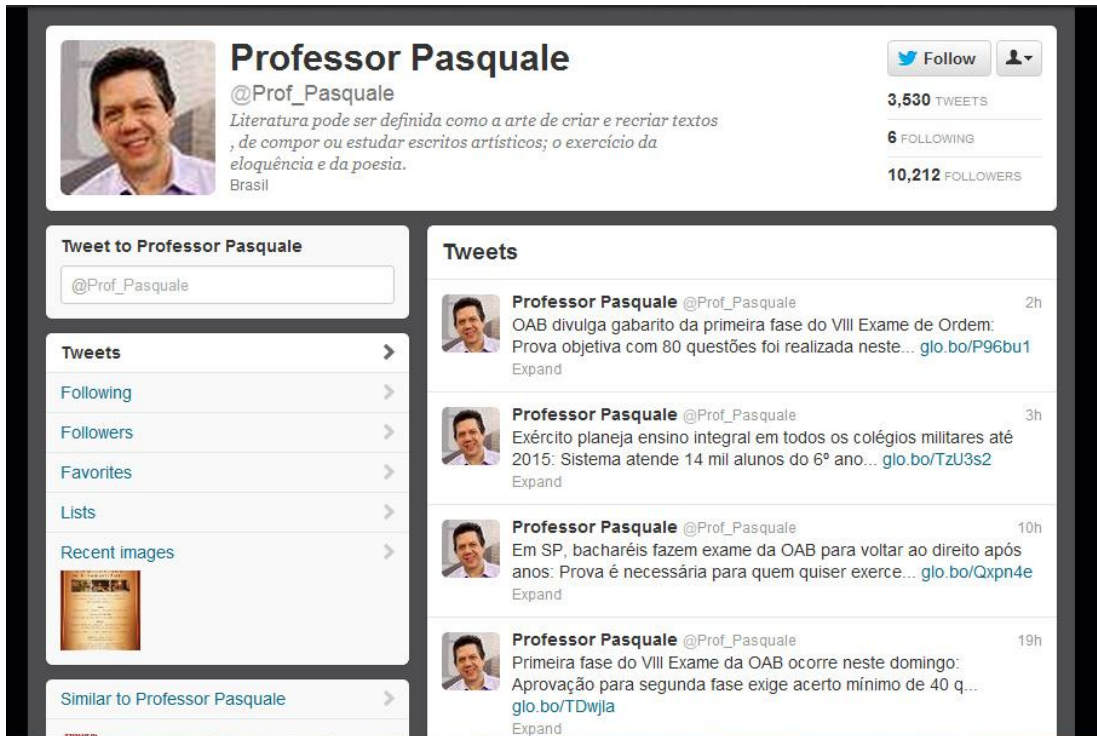 Professor Pasquale
@Prof_Pasquale
Literatura pode ser definida como a arte de criar e recriar textos
, de compor ou estudar escritos artísticos; o exercício da
eloquência e da poesia.
Brasil
Follow
3,530 TWEETS
6 FOLLOWING
10,212 FOLLOWERS
Tweet to Professor Pasquale
@Prof_Pasquale
Tweets
Following
Followers
Favorites
Lists
Recent images
Similar to Professor Pasquale
Tweets
Professor Pasquale @Prof_Pasquale 2h
OAB divulga gabarito da primeira fase do VIII Exame de Ordem:
Prova objetiva com 80 questões foi realizada neste... glo.bo/P96bu1
Expand
Professor Pasquale @Prof_Pasquale 3h
Exército planeja ensino integral em todos os colégios militares até
2015: Sistema atende 14 mil alunos do 6º ano... glo.bo/TzU3s2
Expand
Professor Pasquale @Prof_Pasquale 10h
Em SP, bacharéis fazem exame da OAB para voltar ao direito após
anos: Prova é necessária para quem quiser exerce... glo.bo/Qxpn4e
Expand
Professor Pasquale @Prof_Pasquale 19h
Primeira fase do VIII Exame da OAB ocorre neste domingo:
Aprovação para segunda fase exige acerto mínimo de 40 q...
glo.bo/TDwjla
Expand